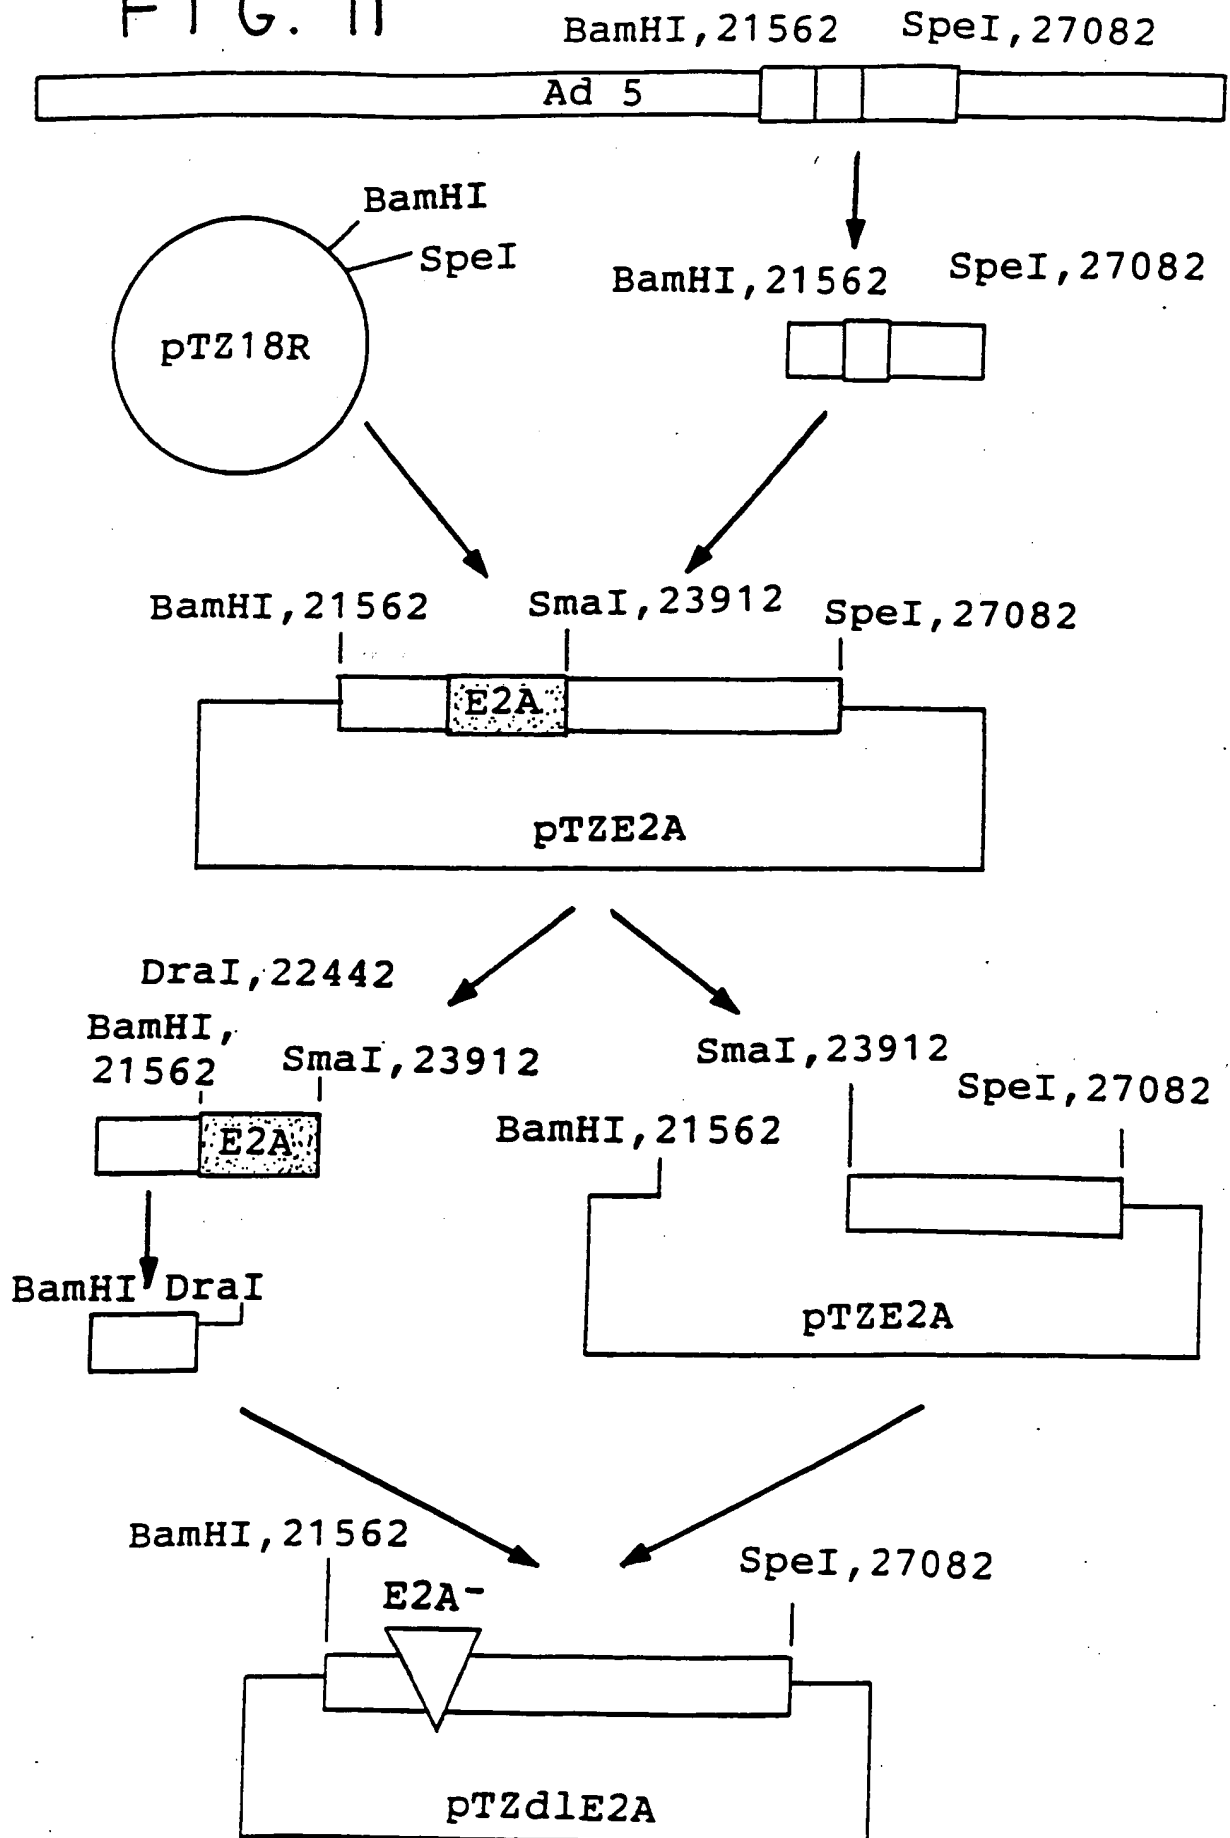 FIG. 11
BamHI,21562 SpeI,27082
Ad 5
BamHI
SpeI
pTZ18R
BamHI,21562 SpeI,27082
BamHI,21562 SmaI,23912 SpeI,27082
E2A
pTZE2A
DraI,22442
BamHI,
21562 SmaI,23912
E2A
SmaI,23912
SpeI,27082
BamHI,21562
BamHI DraI
pTZE2A
BamHI,21562
SpeI,27082
E2A-
pTZdlE2A